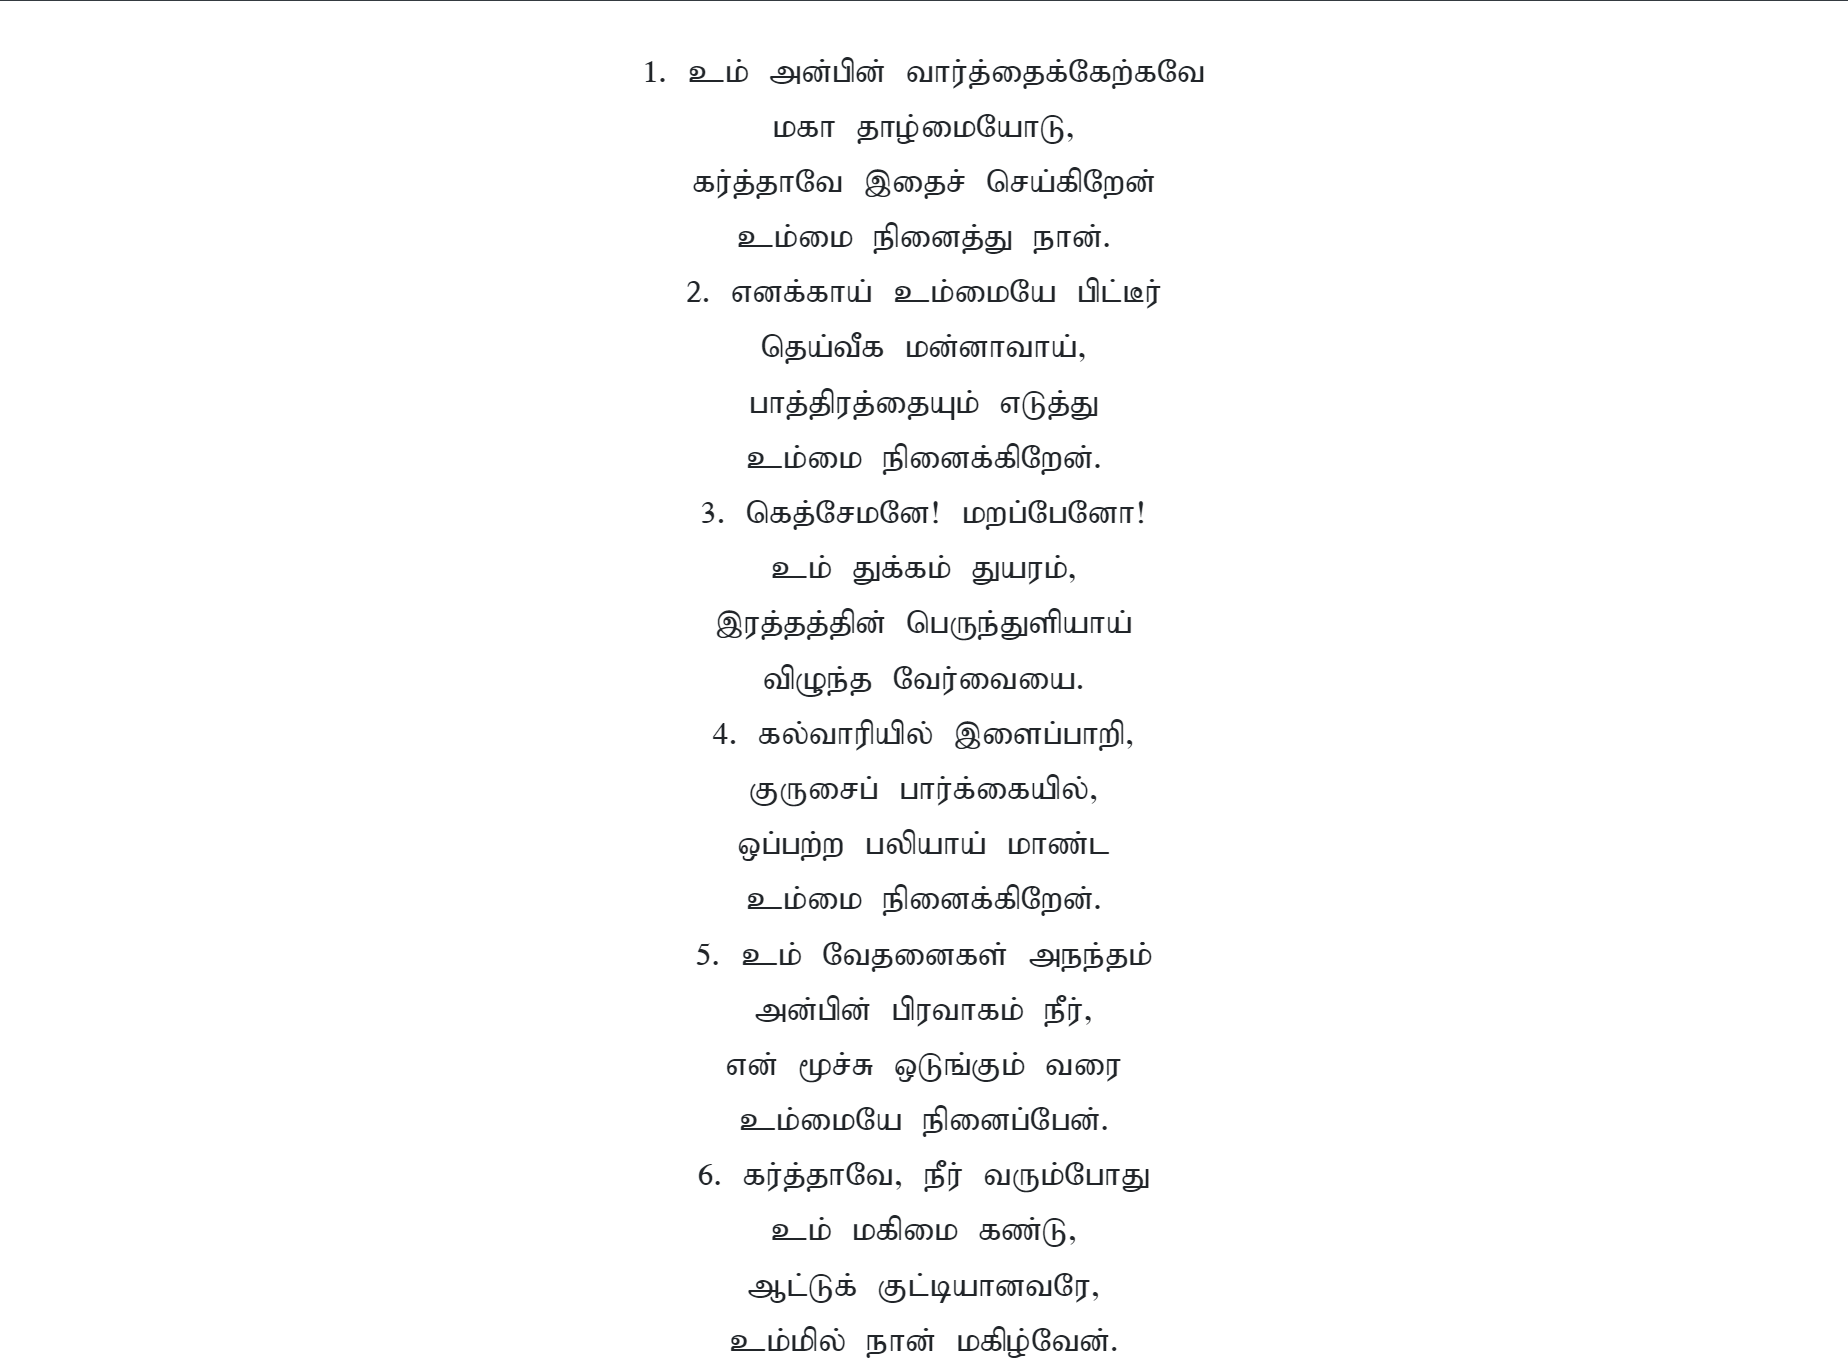 1. உம் அன்பின் வார்த்தைக்கேற்கவே
மகா தாழ்மையோடு,
கர்த்தாவே இதைச் செய்கிறேன்
உம்மை நினைத்து நான்.
2. எனக்காய் உம்மையே பிட்டீர்
தெய்வீக மன்னாவாய்,
பாத்திரத்தையும் எடுத்து
உம்மை நினைக்கிறேன்.
3. கெத்சேமனே! மறப்பேனோ!
உம் துக்கம் துயரம்,
இரத்தத்தின் பெருந்துளியாய்
விழுந்த வேர்வையை.
4. கல்வாரியில் இளைப்பாறி,
குருசைப் பார்க்கையில்,
ஒப்பற்ற பலியாய் மாண்ட
உம்மை நினைக்கிறேன்.
5. உம் வேதனைகள் அநந்தம்
அன்பின் பிரவாகம் நீர்,
என் மூச்சு ஒடுங்கும் வரை
உம்மையே நினைப்பேன்.
6. கர்த்தாவே, நீர் வரும்போது
உம் மகிமை கண்டு,
ஆட்டுக் குட்டியானவரே,
உம்மில் நான் மகிழ்வேன்.